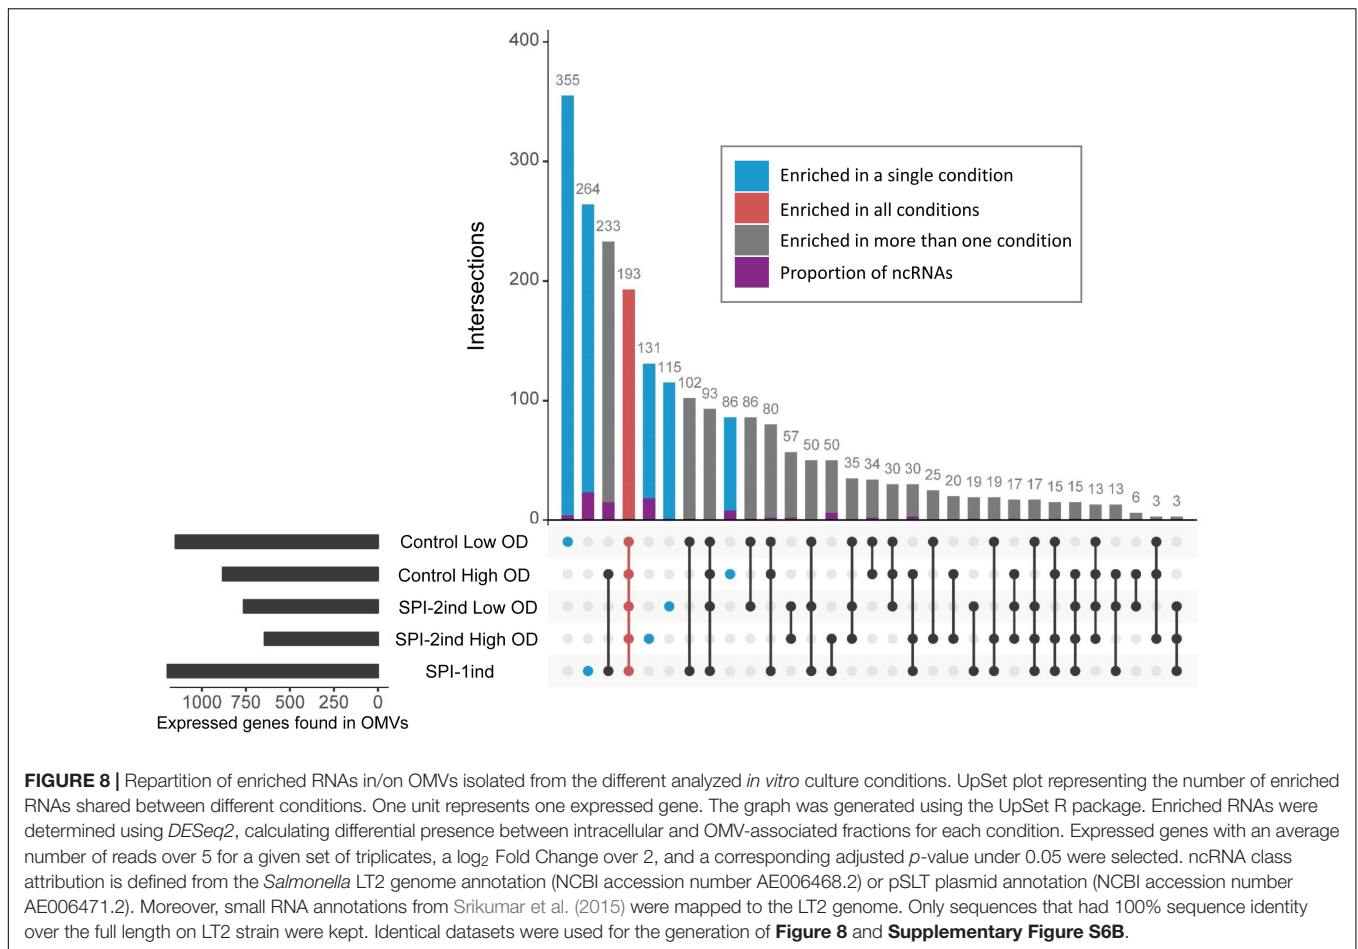 400
300
200
100
0
Intersections
355
264
233
193
131
115
102
93
86
86
80
57
50
50
35
34
30
30
25
20
19
19
17
17
15
15
13
13
6
3
3
Enriched in a single condition
Enriched in all conditions
Enriched in more than one condition
Proportion of ncRNAs
Control Low OD
Control High OD
SPI-2ind Low OD
SPI-2ind High OD
SPI-1ind
1000 750 500 250 0
Expressed genes found in OMVs
FIGURE 8 | Repartition of enriched RNAs in/on OMVs isolated from the different analyzed in vitro culture conditions. UpSet plot representing the number of enriched
RNAs shared between different conditions. One unit represents one expressed gene. The graph was generated using the UpSet R package. Enriched RNAs were
determined using DESeq2, calculating differential presence between intracellular and OMV-associated fractions for each condition. Expressed genes with an average
number of reads over 5 for a given set of triplicates, a log₂ Fold Change over 2, and a corresponding adjusted p-value under 0.05 were selected. ncRNA class
attribution is defined from the Salmonella LT2 genome annotation (NCBI accession number AE006468.2) or pSLT plasmid annotation (NCBI accession number
AE006471.2). Moreover, small RNA annotations from Srikumar et al. (2015) were mapped to the LT2 genome. Only sequences that had 100% sequence identity
over the full length on LT2 strain were kept. Identical datasets were used for the generation of Figure 8 and Supplementary Figure S6B.